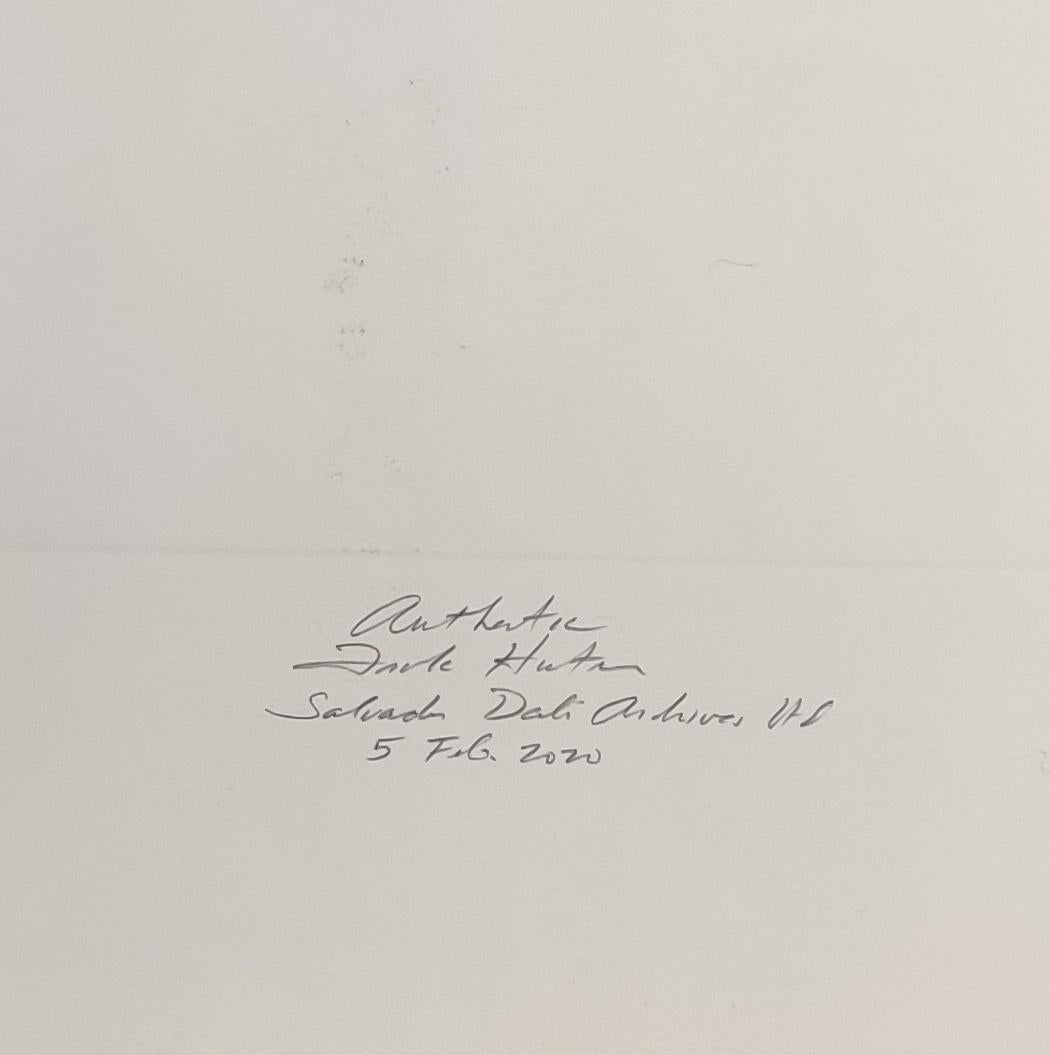 Authentic
Frank Hunter
Salvador Dali Archives Ltd
5 Feb. 2020